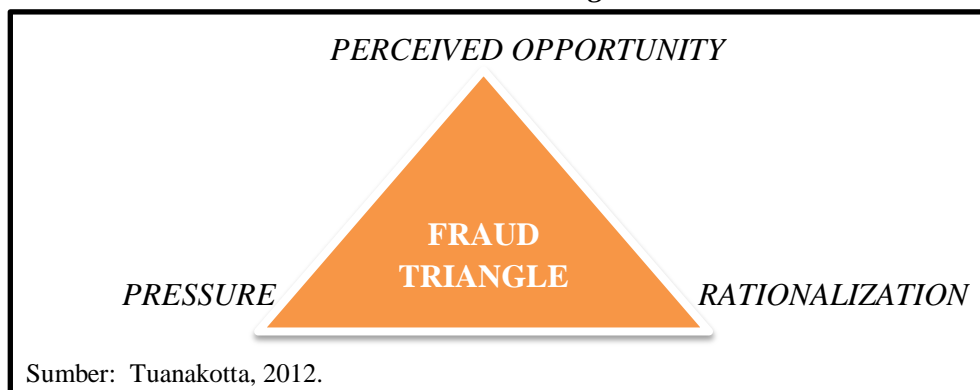 PERCEIVED OPPORTUNITY
FRAUD
TRIANGLE
PRESSURE
RATIONALIZATION
Sumber: Tuanakotta, 2012.